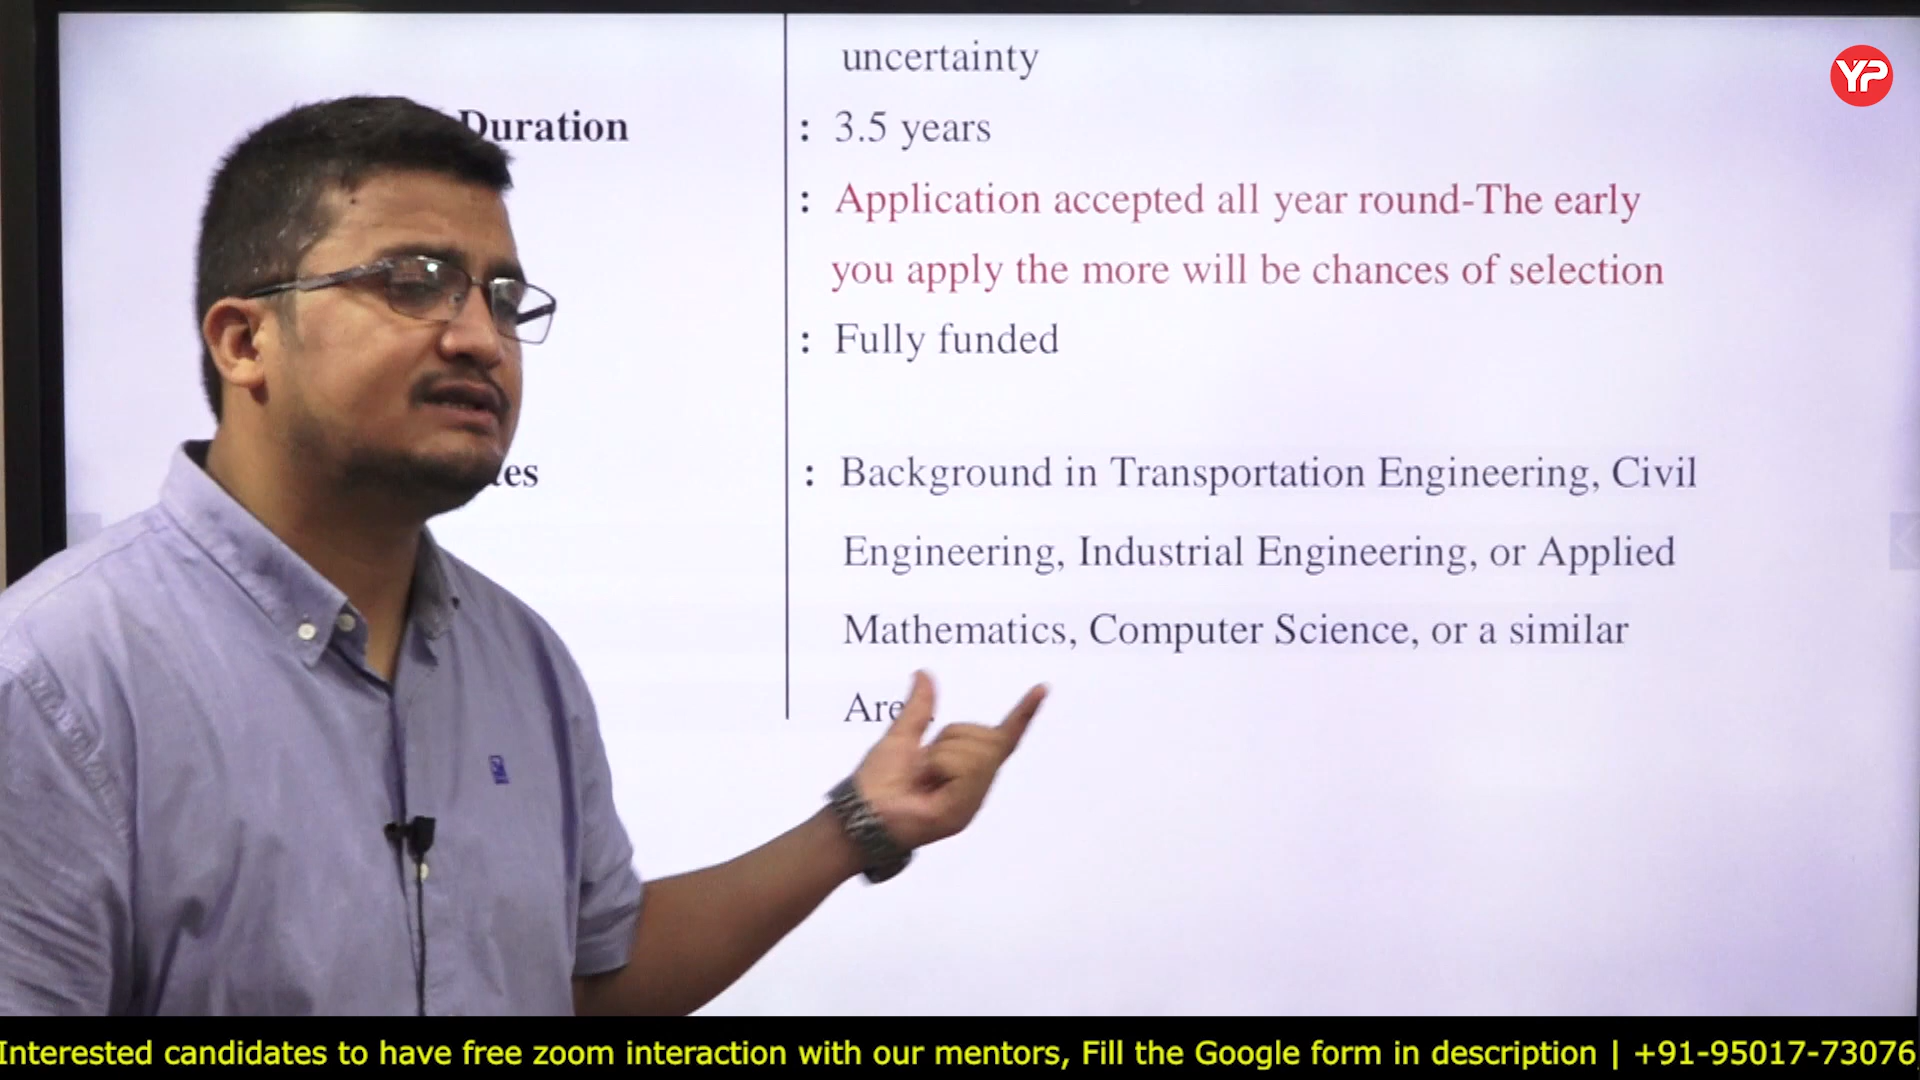 YP
uncertainty
Duration : 3.5 years
: Application accepted all year round-The early
you apply the more will be chances of selection
: Fully funded
: Background in Transportation Engineering, Civil
Engineering, Industrial Engineering, or Applied
Mathematics, Computer Science, or a similar
Interested candidates to have free zoom interaction with our mentors, Fill the Google form in description | +91-95017-73076